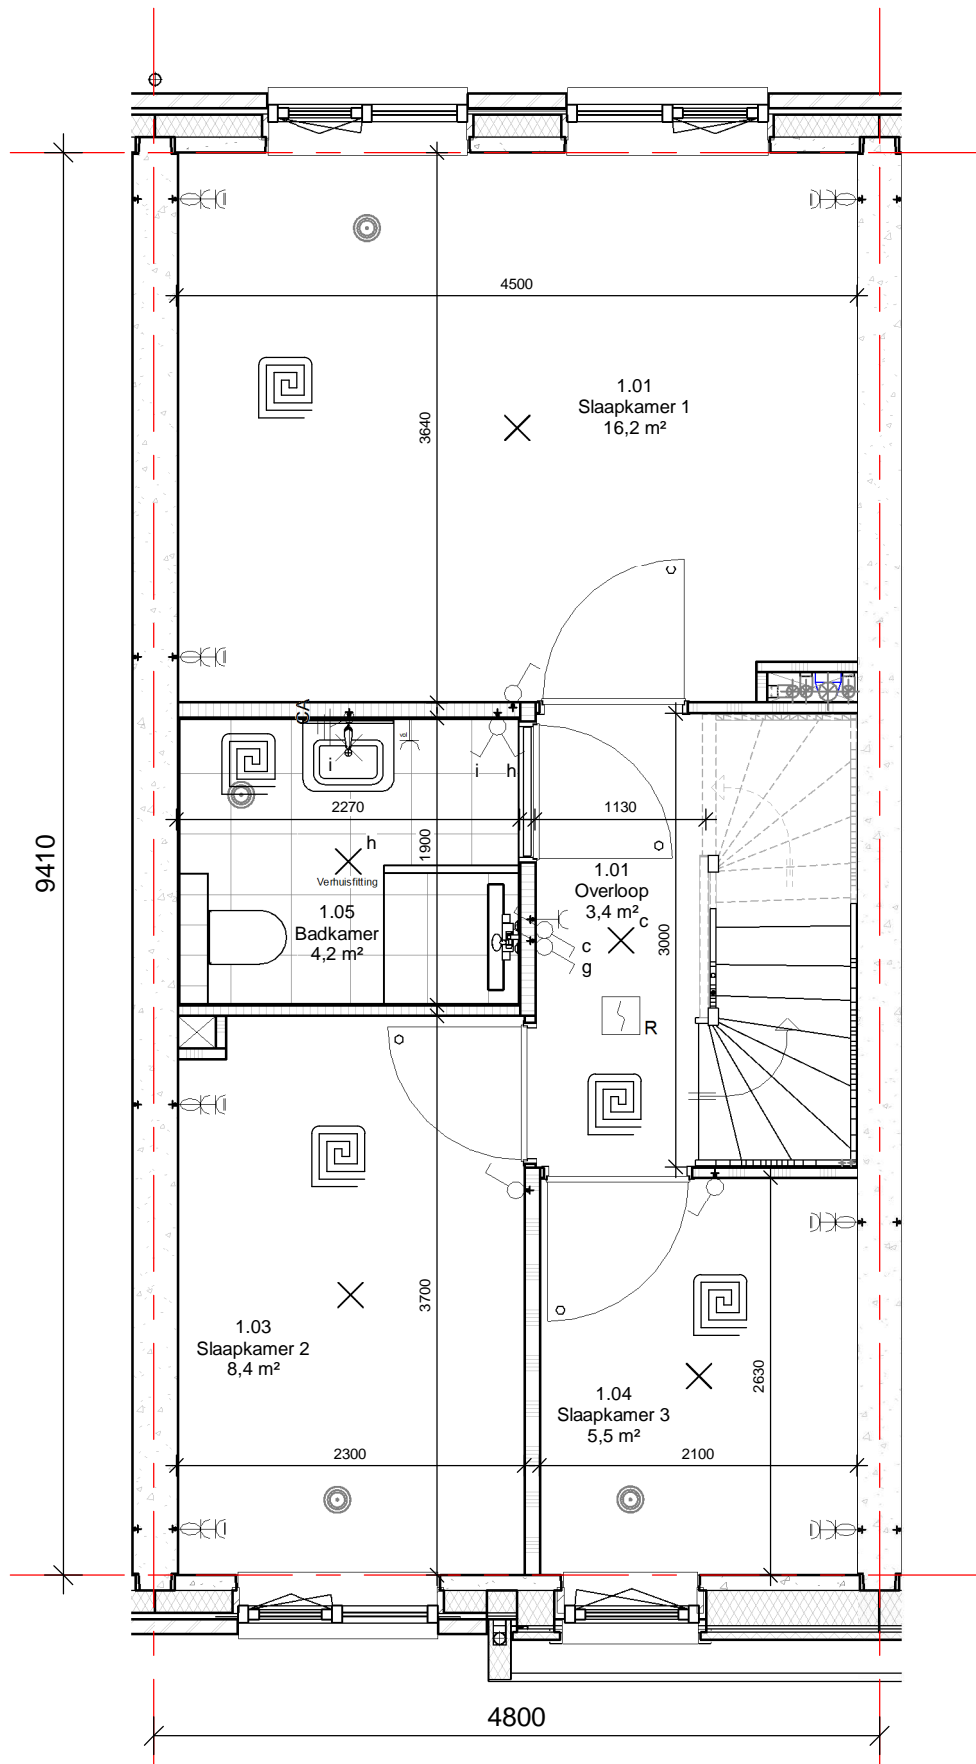 4500
1.01
Slaapkamer 1
16,2 m²
3640
CA
vol
i
i
h
2270
1130
h
1900
Verhuisfitting
9410
1.05
Badkamer
4,2 m²
1.01
Overloop
3,4 m²
c
3000
c
g
R
3700
1.03
Slaapkamer 2
8,4 m²
2630
1.04
Slaapkamer 3
5,5 m²
2300
2100
4800